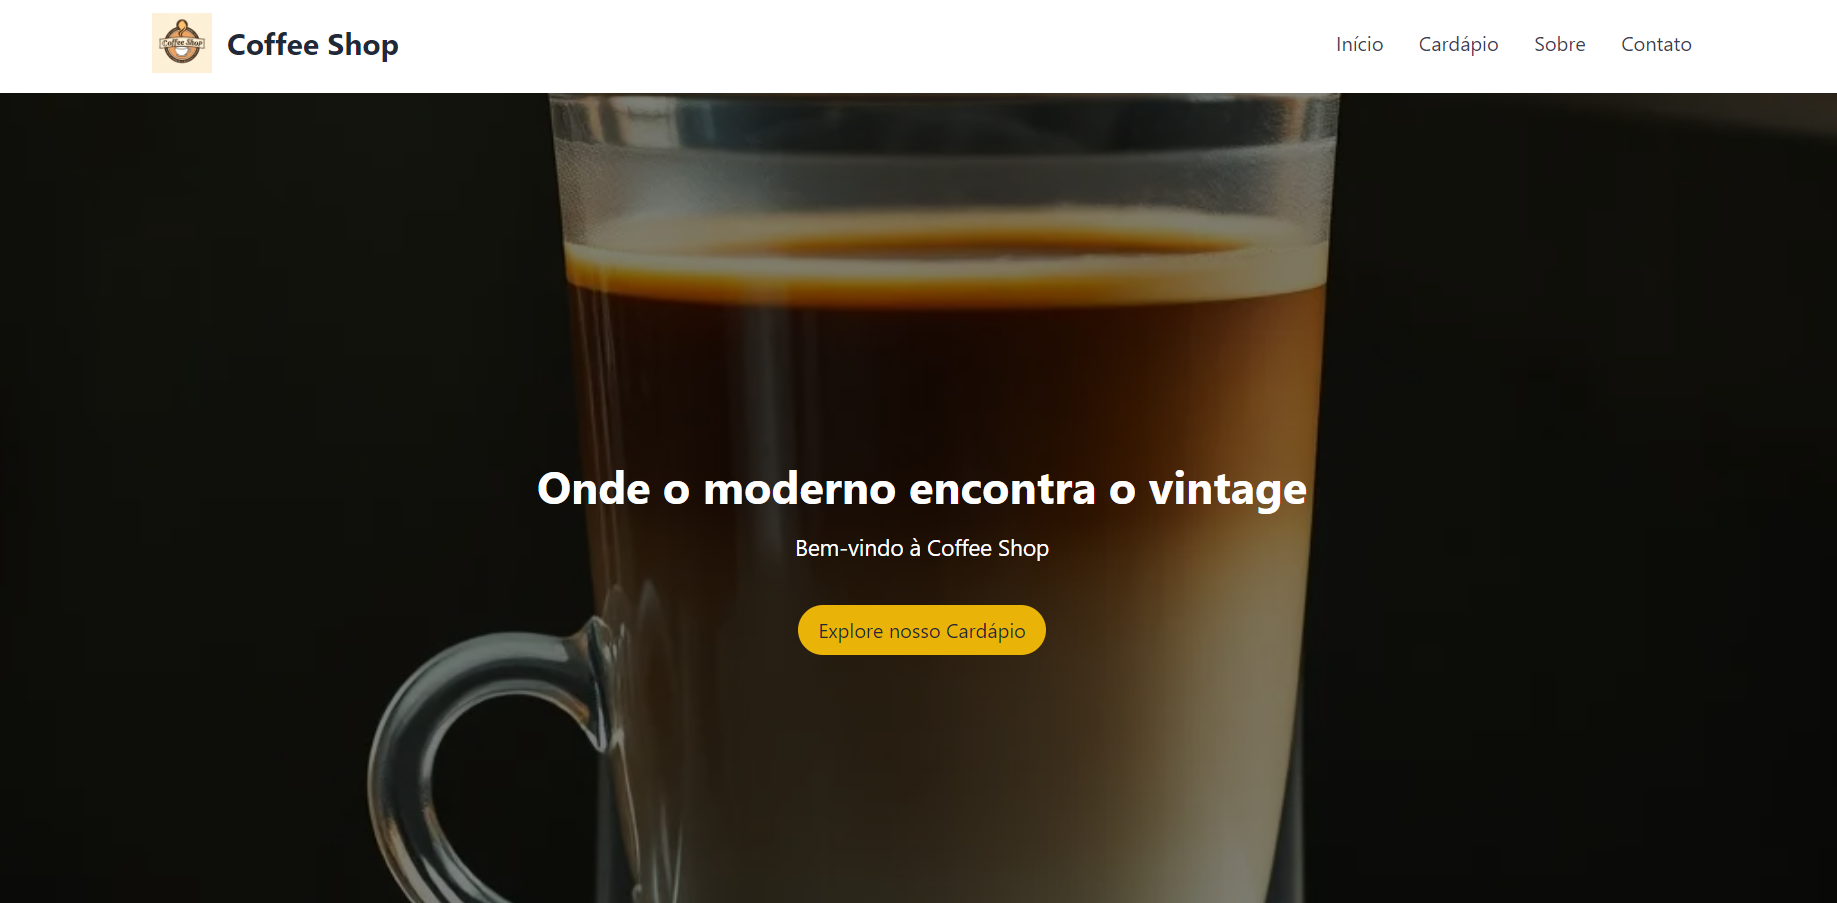 Coffee Shop
Coffee Shop
Início
Cardápio
Sobre
Contato
Onde o moderno encontra o vintage
Bem-vindo à Coffee Shop
Explore nosso Cardápio